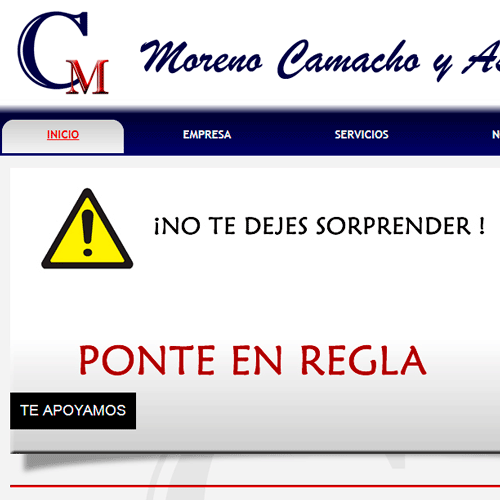 CM
Moreno Camacho y
INICIO EMPRESA SERVICIOS N
¡NO TE DEJES SORPRENDER !
PONTE EN REGLA
TE APOYAMOS